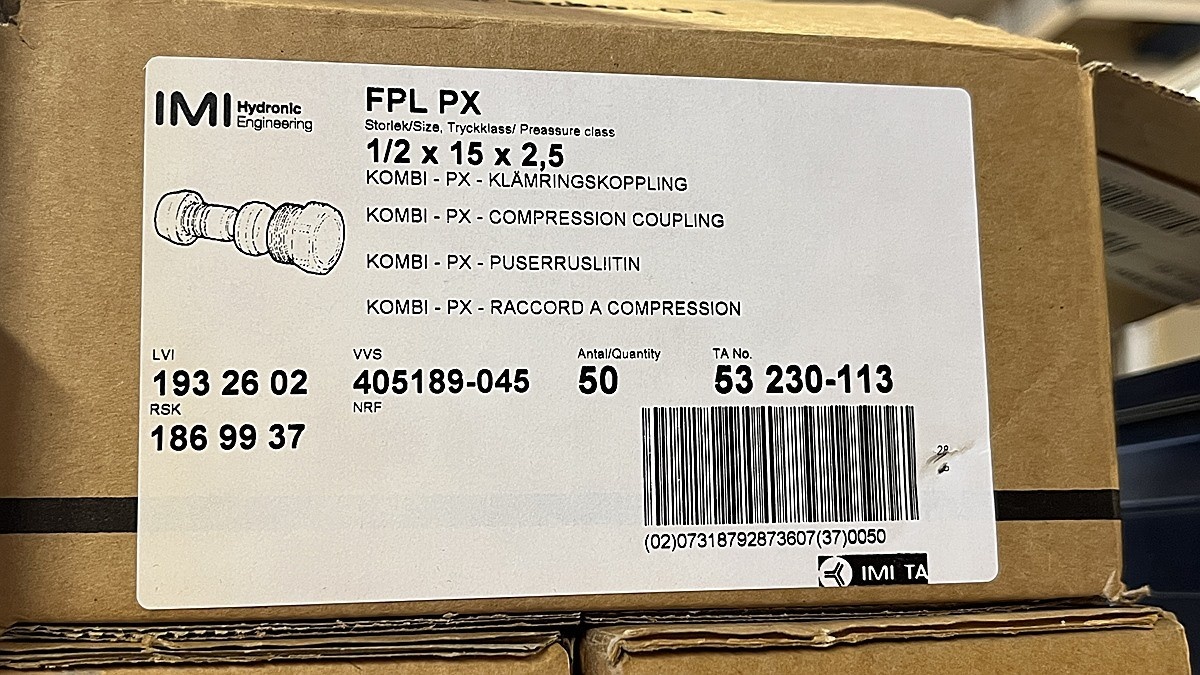 IMI Hydronic Engineering
FPL PX
Storlek/Size, Tryckklass/ Preassure class
1/2 x 15 x 2,5
KOMBI - PX - KLÄMRINGSKOPPLING
KOMBI - PX - COMPRESSION COUPLING
KOMBI - PX - PUSERRUSLIITIN
KOMBI - PX - RACCORD A COMPRESSION
LVI VVS Antal/Quantity TA No.
193 26 02 405189-045 50 53 230-113
RSK NRF
186 99 37
28
(02)07318792873607(37)0050
IMI TA